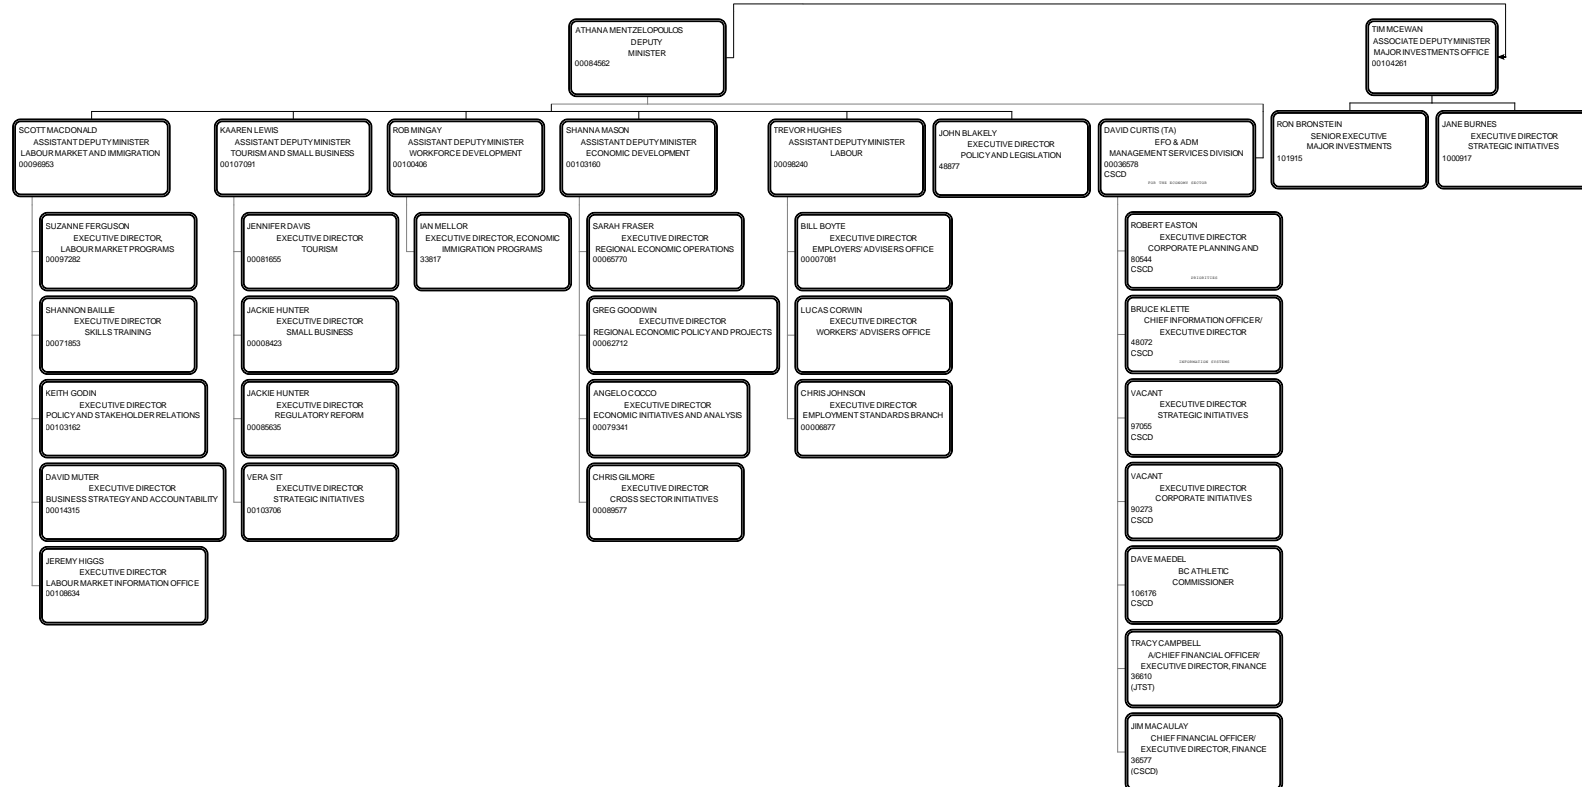 ATHANA MENTZELOPOULOS
DEPUTY
MINISTER
00084562
TIM MCEWAN
ASSOCIATE DEPUTY MINISTER
MAJOR INVESTMENTS OFFICE
00104261
SCOTT MACDONALD
ASSISTANT DEPUTY MINISTER
LABOUR MARKET AND IMMIGRATION
00096953
KAAREN LEWIS
ASSISTANT DEPUTY MINISTER
TOURISM AND SMALL BUSINESS
00107091
ROB MINGAY
ASSISTANT DEPUTY MINISTER
WORKFORCE DEVELOPMENT
00100406
SHANNA MASON
ASSISTANT DEPUTY MINISTER
ECONOMIC DEVELOPMENT
00103160
TREVOR HUGHES
ASSISTANT DEPUTY MINISTER
LABOUR
00098240
JOHN BLAKELY
EXECUTIVE DIRECTOR
POLICY AND LEGISLATION
48877
DAVID CURTIS (TA)
EFO & ADM
MANAGEMENT SERVICES DIVISION
00036578
CSCD
FOR THE ECONOMY SECTOR
RON BRONSTEIN
SENIOR EXECUTIVE
MAJOR INVESTMENTS
101915
JANE BURNES
EXECUTIVE DIRECTOR
STRATEGIC INITIATIVES
1000917
SUZANNE FERGUSON
EXECUTIVE DIRECTOR,
LABOUR MARKET PROGRAMS
00097282
SHANNON BAILLIE
EXECUTIVE DIRECTOR
SKILLS TRAINING
00071853
KEITH GODIN
EXECUTIVE DIRECTOR
POLICY AND STAKEHOLDER RELATIONS
00103162
DAVID MUTER
EXECUTIVE DIRECTOR
BUSINESS STRATEGY AND ACCOUNTABILITY
00014315
JEREMY HIGGS
EXECUTIVE DIRECTOR
LABOUR MARKET INFORMATION OFFICE
00108634
JENNIFER DAVIS
EXECUTIVE DIRECTOR
TOURISM
00081655
JACKIE HUNTER
EXECUTIVE DIRECTOR
SMALL BUSINESS
00008423
JACKIE HUNTER
EXECUTIVE DIRECTOR
REGULATORY REFORM
00085635
VERA SIT
EXECUTIVE DIRECTOR
STRATEGIC INITIATIVES
00103706
IAN MELLOR
EXECUTIVE DIRECTOR, ECONOMIC
IMMIGRATION PROGRAMS
33817
SARAH FRASER
EXECUTIVE DIRECTOR
REGIONAL ECONOMIC OPERATIONS
00065770
GREG GOODWIN
EXECUTIVE DIRECTOR
REGIONAL ECONOMIC POLICY AND PROJECTS
00062712
ANGELO COCCO
EXECUTIVE DIRECTOR
ECONOMIC INITIATIVES AND ANALYSIS
00079341
CHRIS GILMORE
EXECUTIVE DIRECTOR
CROSS SECTOR INITIATIVES
00089577
BILL BOYTE
EXECUTIVE DIRECTOR
EMPLOYERS' ADVISERS OFFICE
00007081
LUCAS CORWIN
EXECUTIVE DIRECTOR
WORKERS' ADVISERS OFFICE
CHRIS JOHNSON
EXECUTIVE DIRECTOR
EMPLOYMENT STANDARDS BRANCH
00006877
ROBERT EASTON
EXECUTIVE DIRECTOR
CORPORATE PLANNING AND
80544
CSCD
PRIORITIES
BRUCE KLETTE
CHIEF INFORMATION OFFICER/
EXECUTIVE DIRECTOR
48072
CSCD
INFORMATION SYSTEMS
VACANT
EXECUTIVE DIRECTOR
STRATEGIC INITIATIVES
97055
CSCD
VACANT
EXECUTIVE DIRECTOR
CORPORATE INITIATIVES
90273
CSCD
DAVE MAEDEL
BC ATHLETIC
COMMISSIONER
106176
CSCD
TRACY CAMPBELL
A/CHIEF FINANCIAL OFFICER/
EXECUTIVE DIRECTOR, FINANCE
36610
(JTST)
JIM MACAULAY
CHIEF FINANCIAL OFFICER/
EXECUTIVE DIRECTOR, FINANCE
36577
(CSCD)